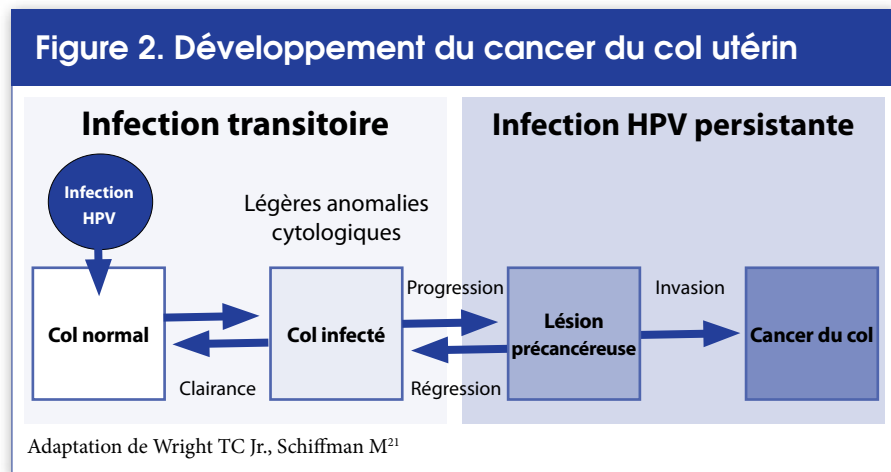 Figure 2. Développement du cancer du col utérin
Infection transitoire
Infection HPV persistante
Infection
HPV
Légères anomalies
cytologiques
Progression
Invasion
Col normal
Col infecté
Lésion
précancéreuse
Cancer du col
Clairance
Régression
Adaptation de Wright TC Jr., Schiffman M²¹